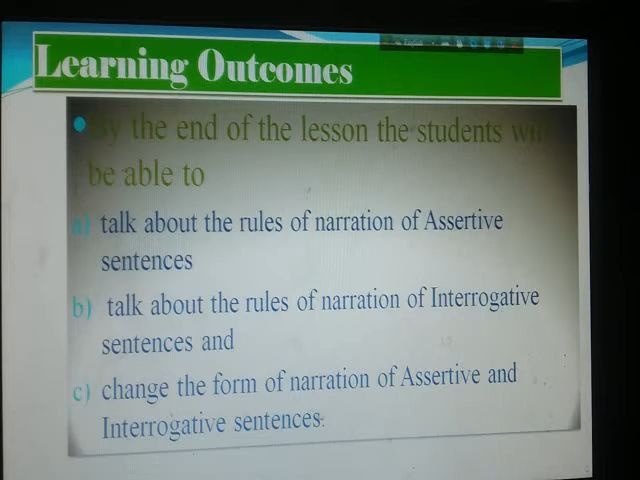 Learning Outcomes
By the end of the lesson the students will
be able to
a) talk about the rules of narration of Assertive
sentences
b) talk about the rules of narration of Interrogative
sentences and
c) change the form of narration of Assertive and
Interrogative sentences.